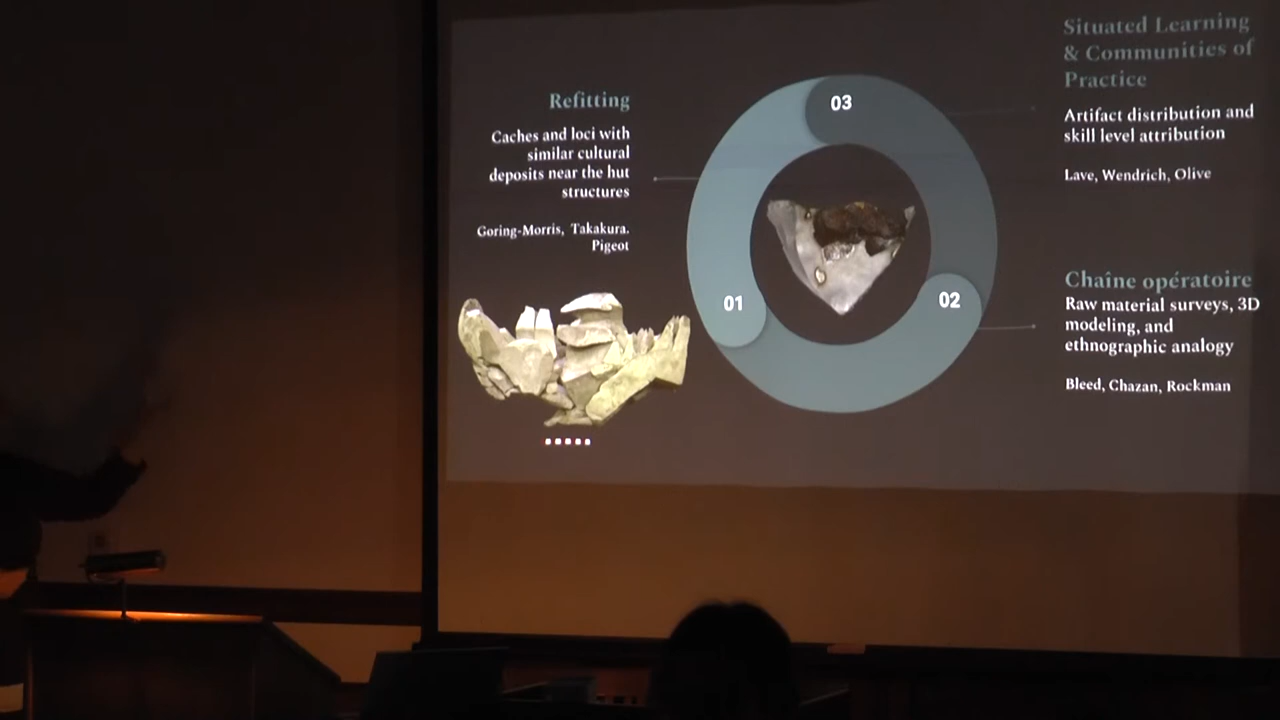 Refitting
Caches and loci with
similar cultural
deposits near the hut
structures
Goring-Morris, Takakura.
Pigeot
01
03
02
Situated Learning
& Communities of
Practice
Artifact distribution and
skill level attribution
Lave, Wendrich, Olive
Chaîne opératoire
Raw material surveys, 3D
modeling, and
ethnographic analogy
Bleed, Chazan, Rockman